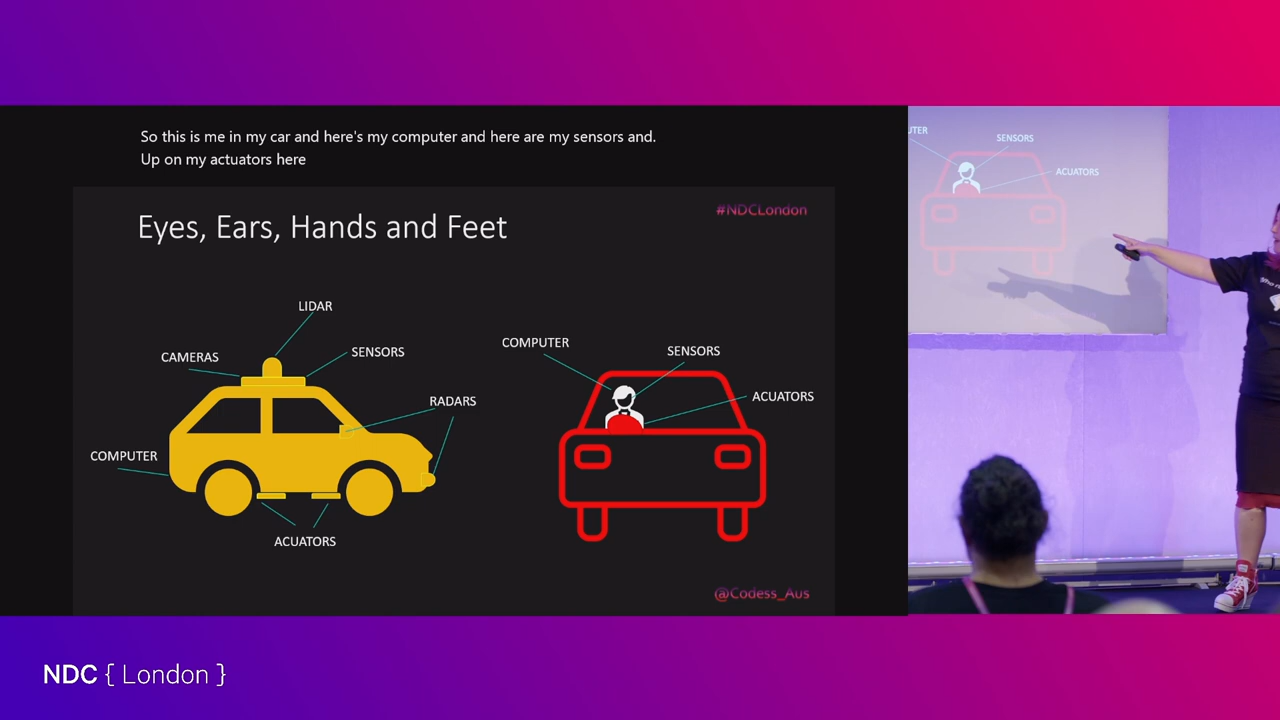 So this is me in my car and here's my computer and here are my sensors and.
Up on my actuators here
Eyes, Ears, Hands and Feet
#NDCLondon
LIDAR
CAMERAS
SENSORS
RADARS
COMPUTER
ACUATORS
COMPUTER
SENSORS
ACUATORS
@Codess_Aus
UTER
SENSORS
ACUATORS
NDC { London }